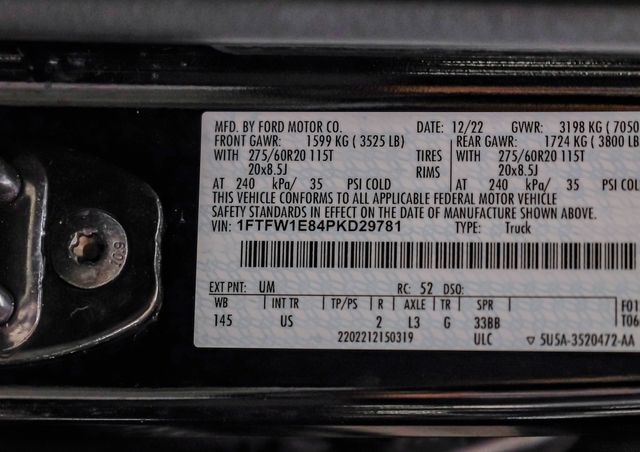 MFD. BY FORD MOTOR CO. DATE: 12/22 GVWR: 3198 KG ( 7050
FRONT GAWR: 1599 KG ( 3525 LB) REAR GAWR: 1724 KG ( 3800 LB
WITH 275/60R20 115T TIRES WITH 275/60R20 115T
20x8.5J RIMS 20x8.5J
AT 240 kPa/ 35 PSI COLD AT 240 kPa/ 35 PSI COLD
THIS VEHICLE CONFORMS TO ALL APPLICABLE FEDERAL MOTOR VEHICLE
SAFETY STANDARDS IN EFFECT ON THE DATE OF MANUFACTURE SHOWN ABOVE.
VIN: 1FTFW1E84PKD29781 TYPE: Truck
EXT PNT: UM RC: 52 DSO:
WB INT TR TP/PS R AXLE TR SPR F01
145 US 2 L3 G 33BB T06
2202212150319 ULC ▽ 5U5A-3520472-AA
70.9